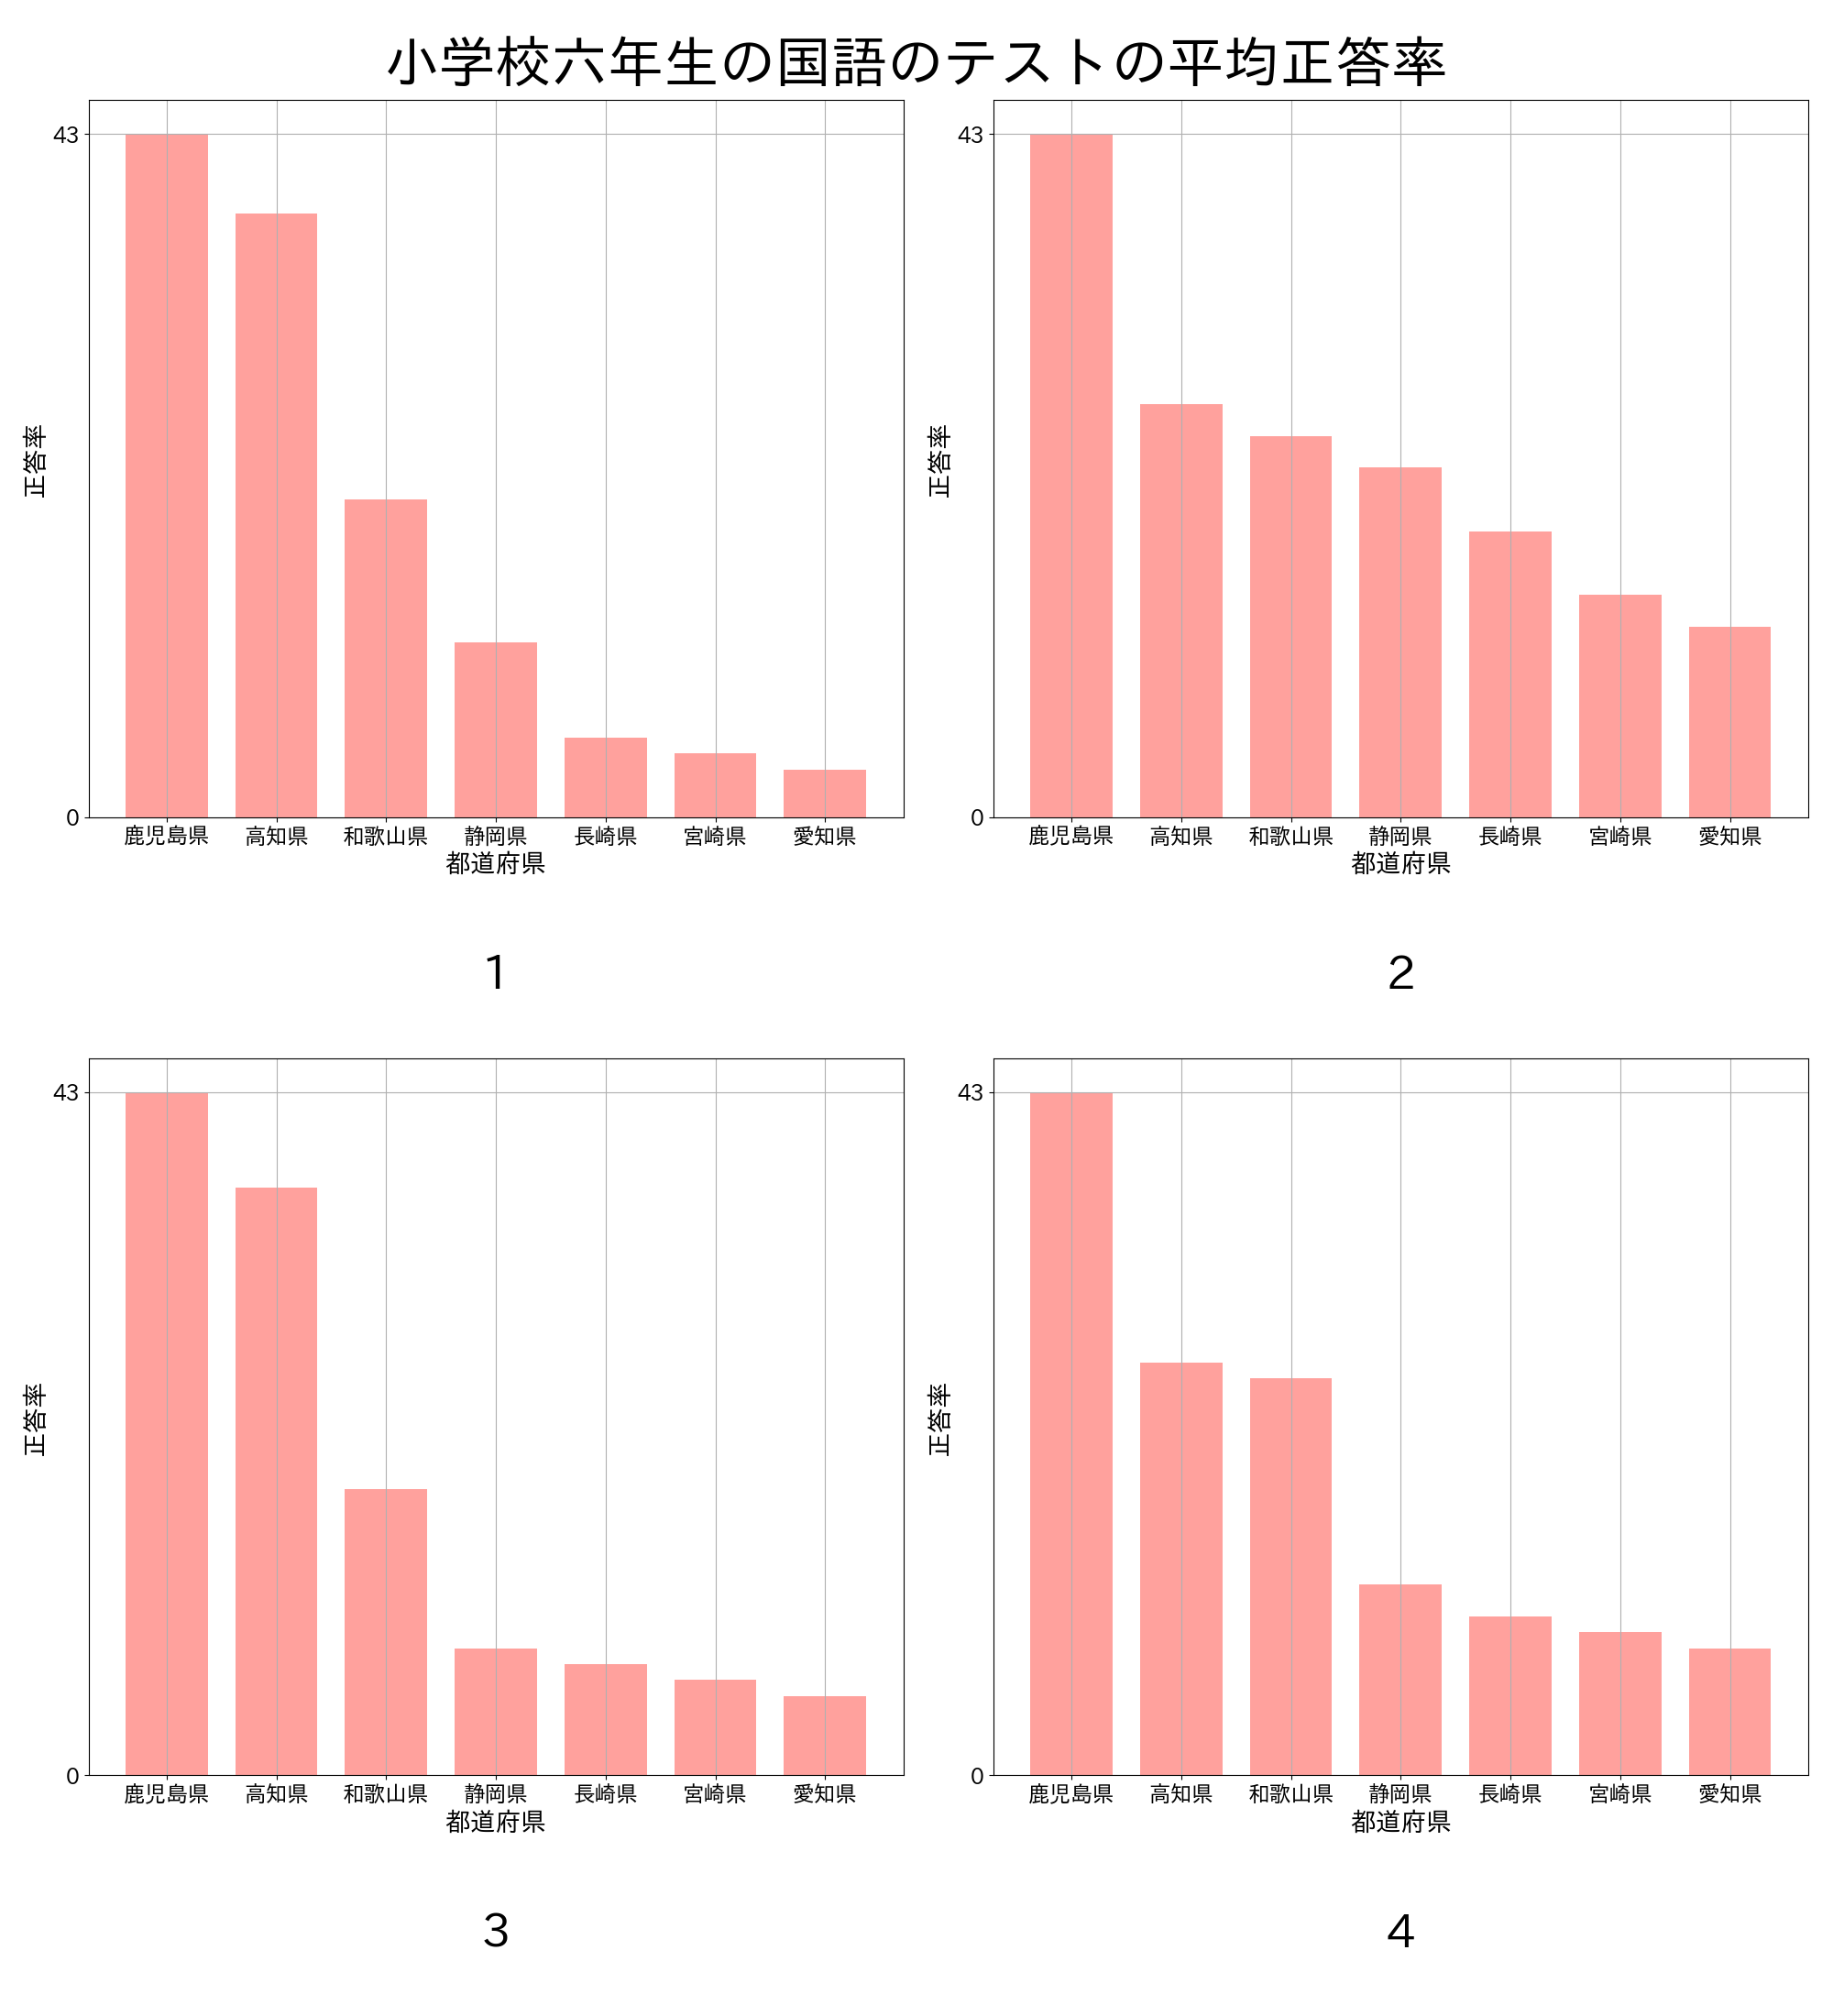 小学校六年生の国語のテストの平均正答率
43
0
正答率
鹿児島県 高知県 和歌山県 静岡県 長崎県 宮崎県 愛知県
都道府県
1
43
0
正答率
鹿児島県 高知県 和歌山県 静岡県 長崎県 宮崎県 愛知県
都道府県
2
43
0
正答率
鹿児島県 高知県 和歌山県 静岡県 長崎県 宮崎県 愛知県
都道府県
3
43
0
正答率
鹿児島県 高知県 和歌山県 静岡県 長崎県 宮崎県 愛知県
都道府県
4